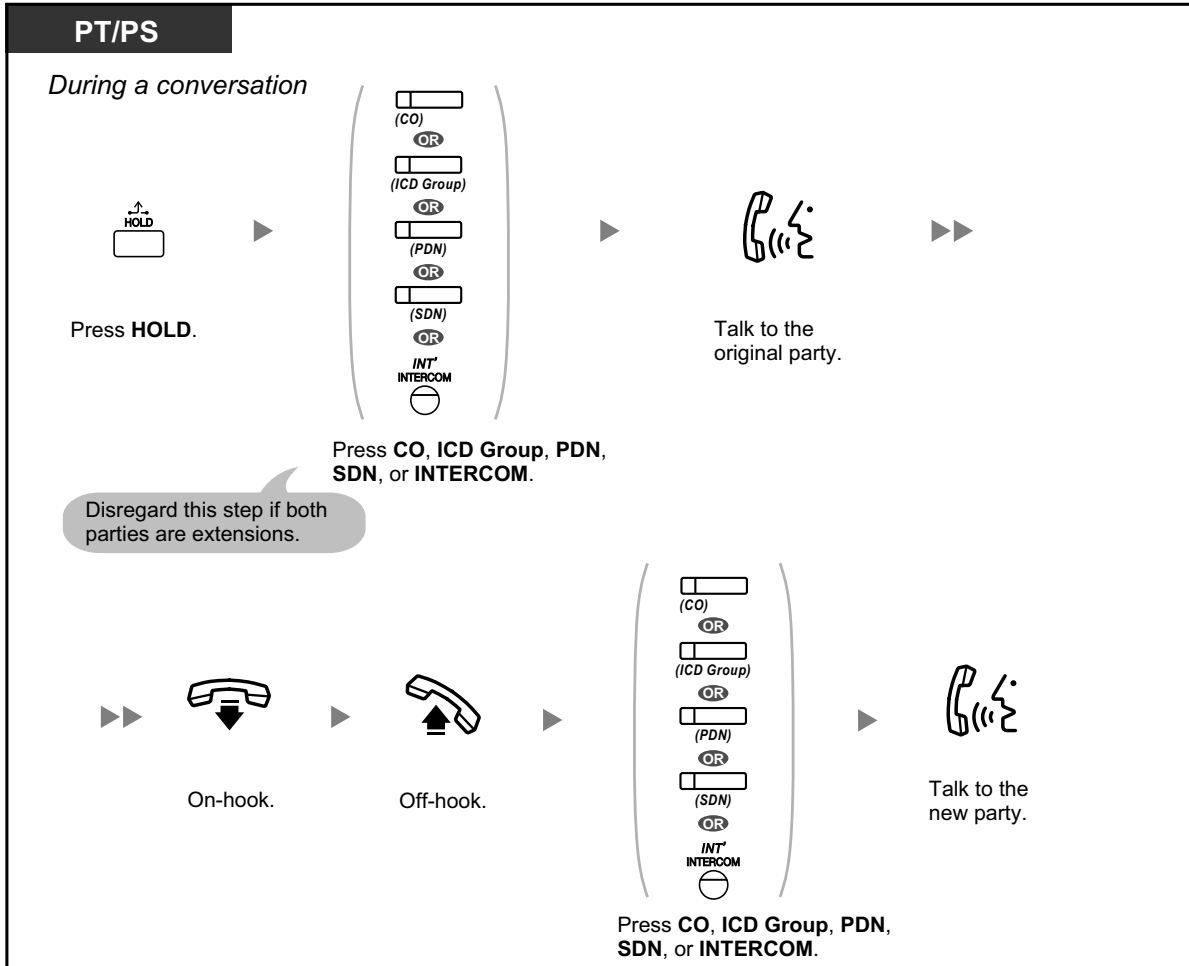 PT/PS
During a conversation
HOLD
Press HOLD.
(CO)
OR
(ICD Group)
OR
(PDN)
OR
(SDN)
OR
INT'
INTERCOM
Press CO, ICD Group, PDN,
SDN, or INTERCOM.
Disregard this step if both
parties are extensions.
Talk to the
original party.
On-hook.
Off-hook.
(CO)
OR
(ICD Group)
OR
(PDN)
OR
(SDN)
OR
INT'
INTERCOM
Press CO, ICD Group, PDN,
SDN, or INTERCOM.
Talk to the
new party.